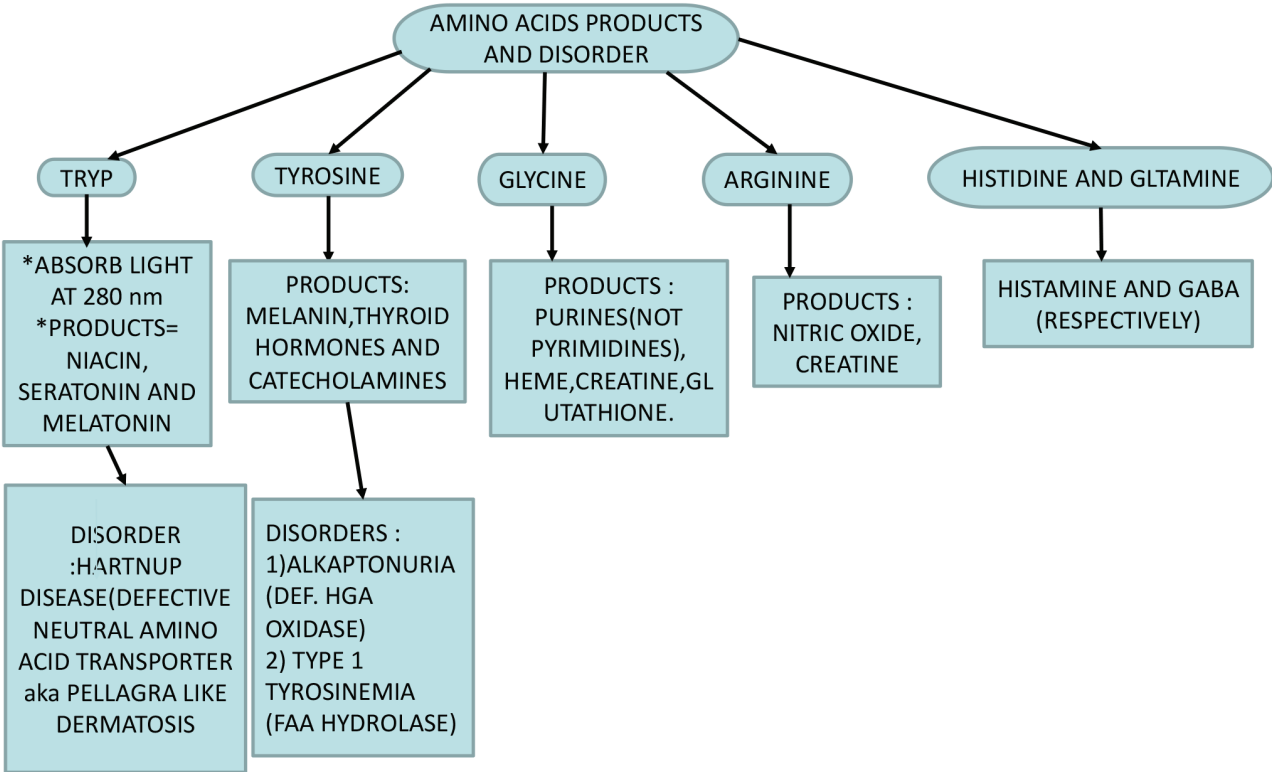 AMINO ACIDS PRODUCTS
AND DISORDER
TRYP
TYROSINE
GLYCINE
ARGININE
HISTIDINE AND GLTAMINE
*ABSORB LIGHT
AT 280 nm
*PRODUCTS=
NIACIN,
SERATONIN AND
MELATONIN
PRODUCTS:
MELANIN,THYROID
HORMONES AND
CATECHOLAMINES
PRODUCTS :
PURINES(NOT
PYRIMIDINES),
HEME,CREATINE,GL
UTATHIONE.
PRODUCTS :
NITRIC OXIDE,
CREATINE
HISTAMINE AND GABA
(RESPECTIVELY)
DISORDER
:HARTNUP
DISEASE(DEFECTIVE
NEUTRAL AMINO
ACID TRANSPORTER
aka PELLAGRA LIKE
DERMATOSIS
DISORDERS :
1)ALKAPTONURIA
(DEF. HGA
OXIDASE)
2) TYPE 1
TYROSINEMIA
(FAA HYDROLASE)